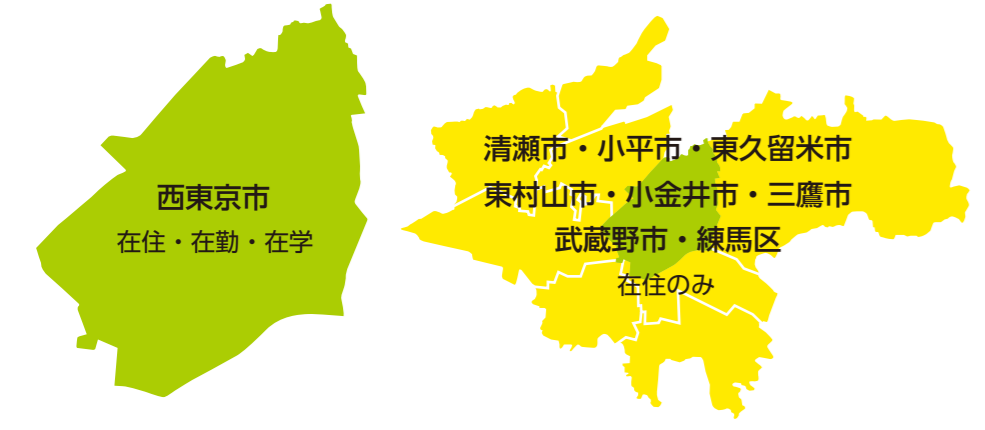 西東京市
在住・在勤・在学
清瀬市・小平市・東久留米市
東村山市・小金井市・三鷹市
武蔵野市・練馬区
在住のみ